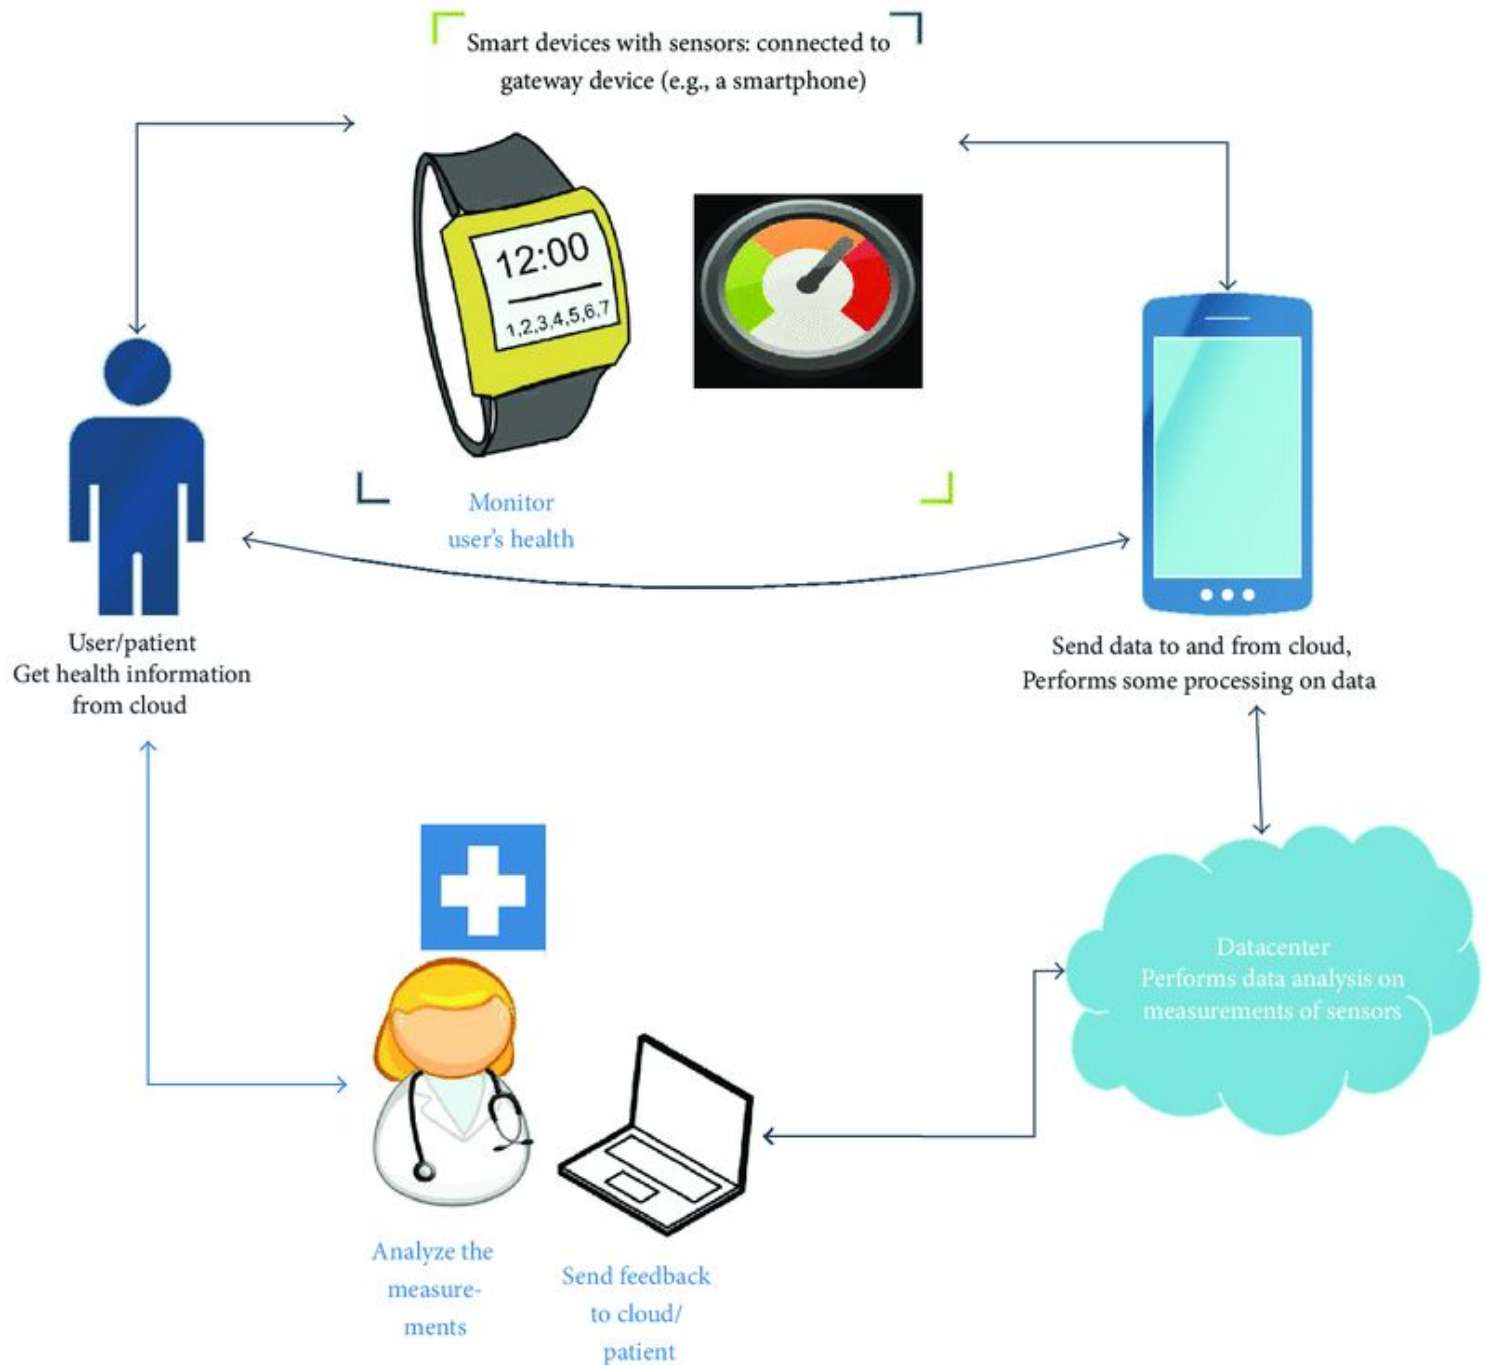 Smart devices with sensors: connected to
gateway device (e.g., a smartphone)
12:00
1,2,3,4,5,6,7
Monitor
user's health
User/patient
Get health information
from cloud
Send data to and from cloud,
Performs some processing on data
Datacenter
Performs data analysis on
measurements of sensors
Analyze the
measure-
ments
Send feedback
to cloud/
patient